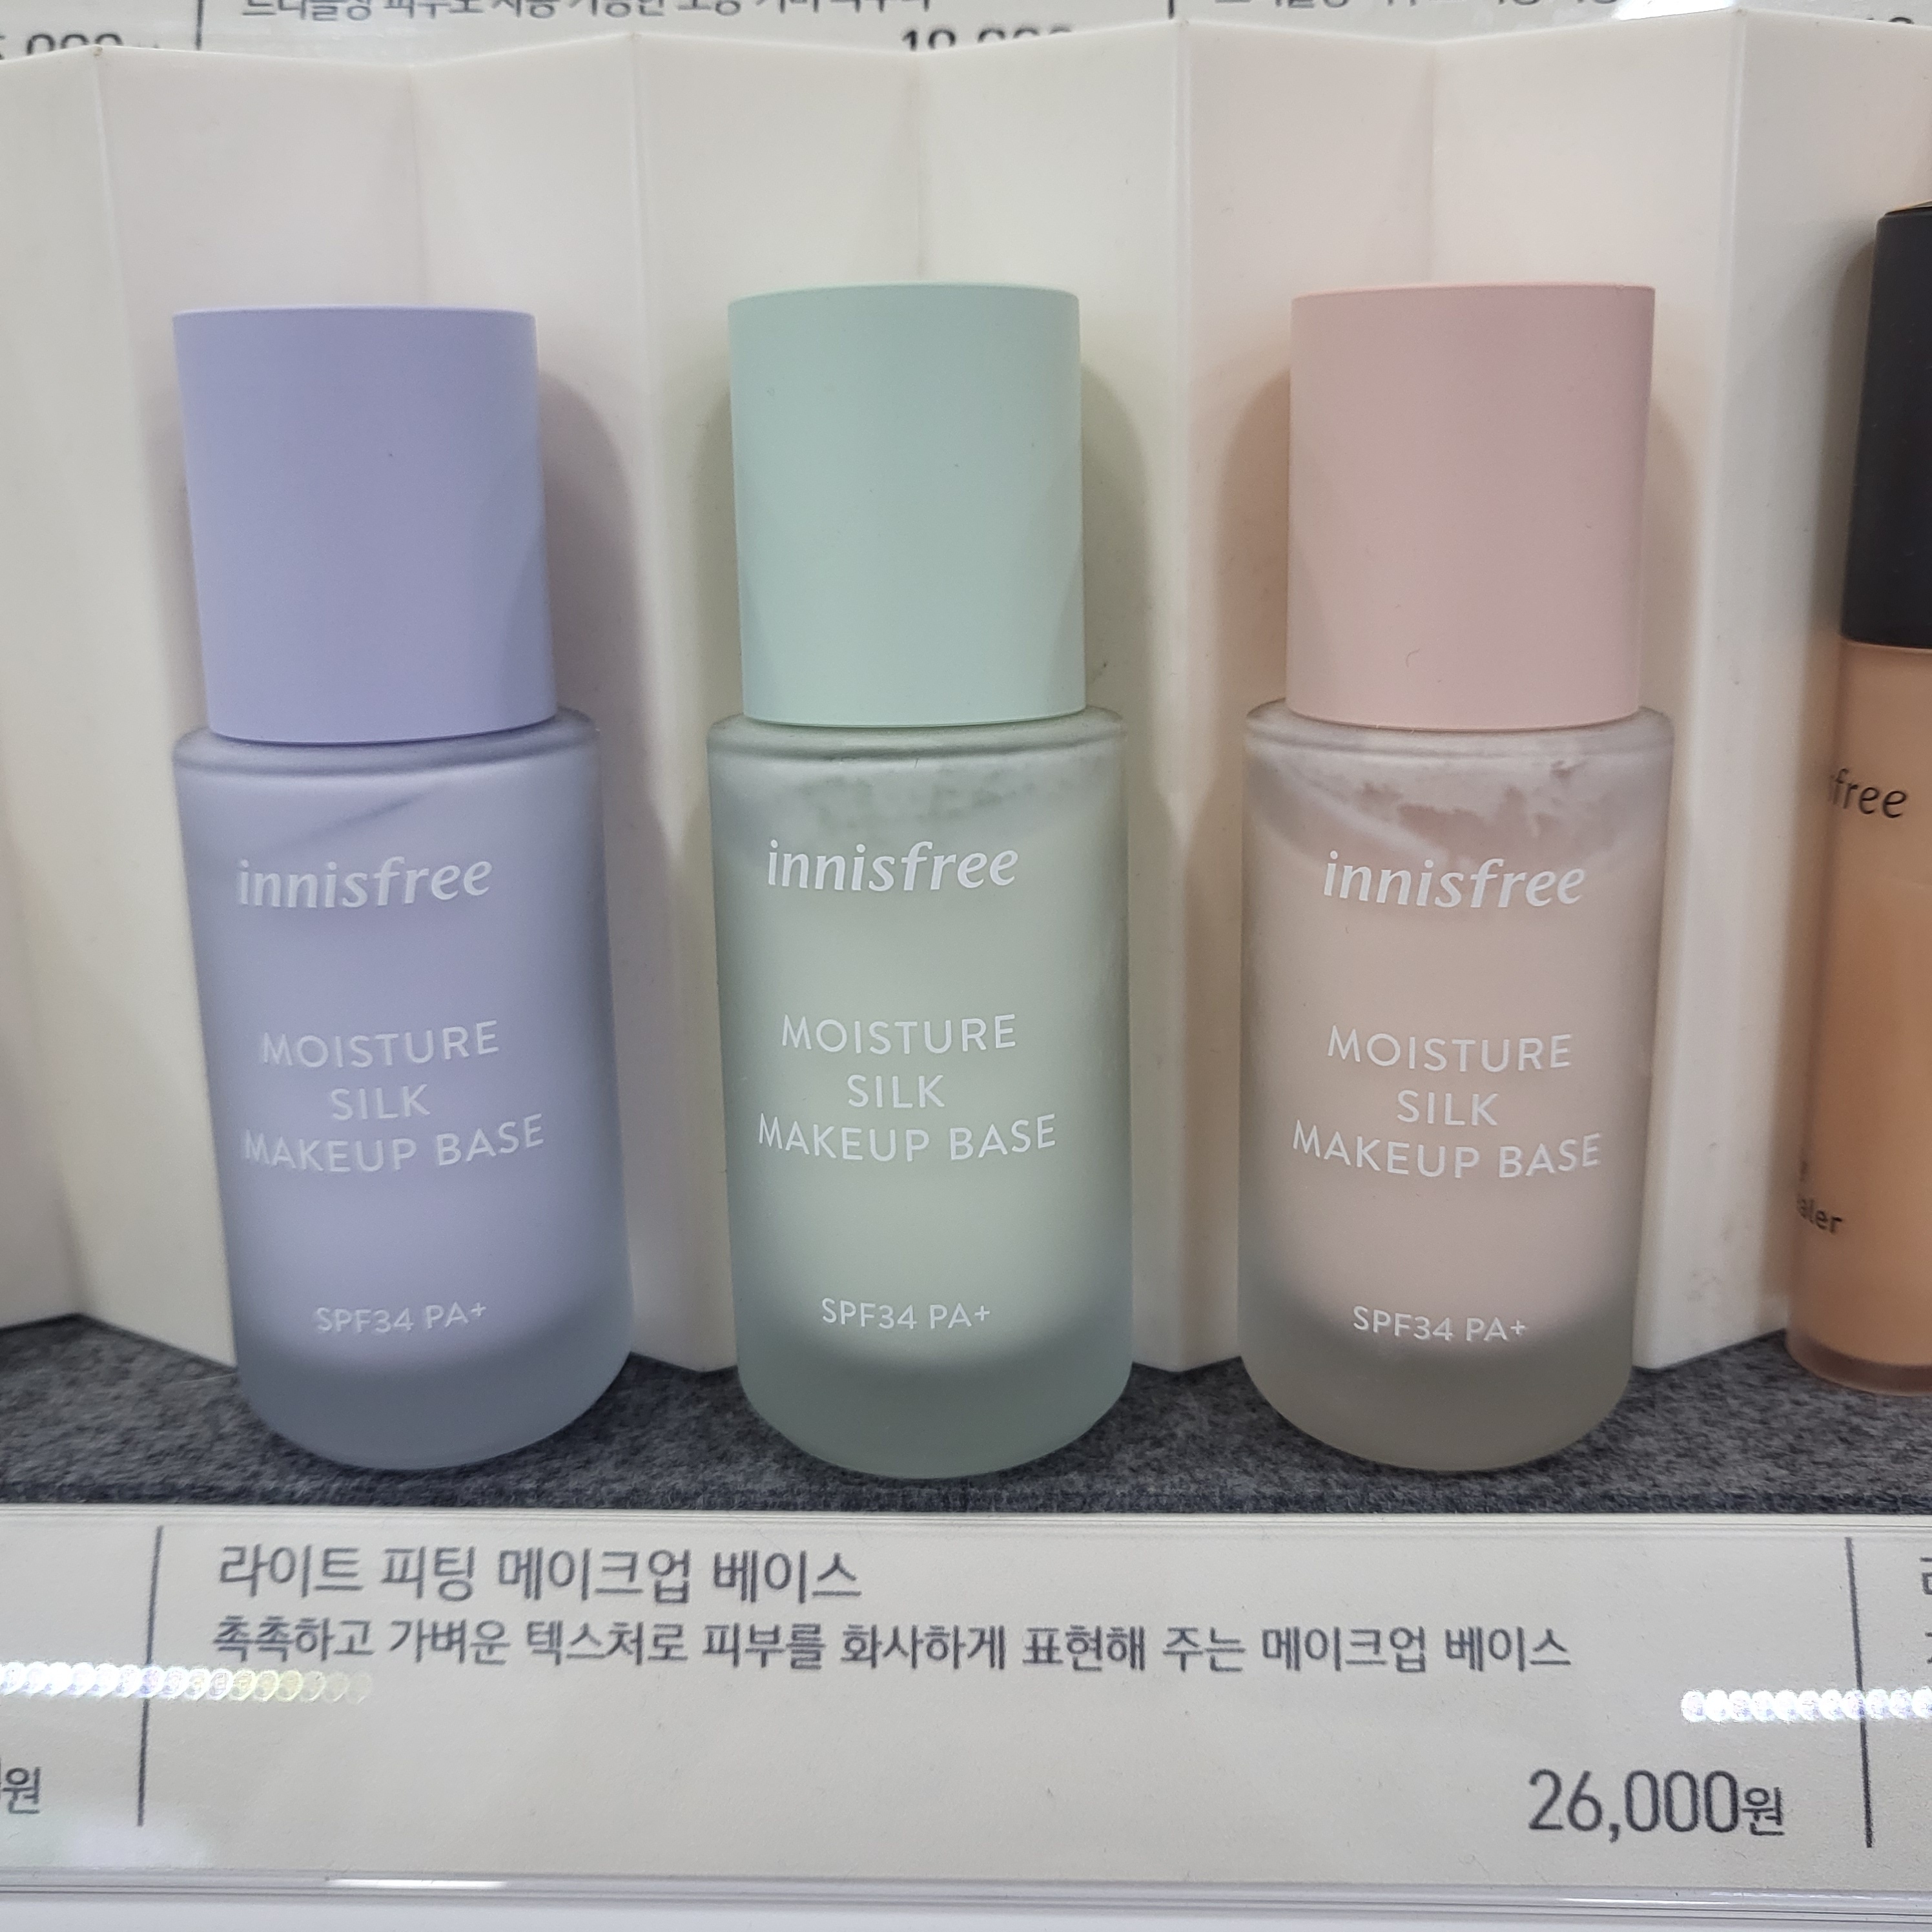 innisfree
MOISTURE
SILK
MAKEUP BASE
SPF34 PA+
innisfree
MOISTURE
SILK
MAKEUP BASE
SPF34 PA+
innisfree
MOISTURE
SILK
MAKEUP BASE
SPF34 PA+
라이트 피팅 메이크업 베이스
촉촉하고 가벼운 텍스처로 피부를 화사하게 표현해 주는 메이크업 베이스
26,000원
원